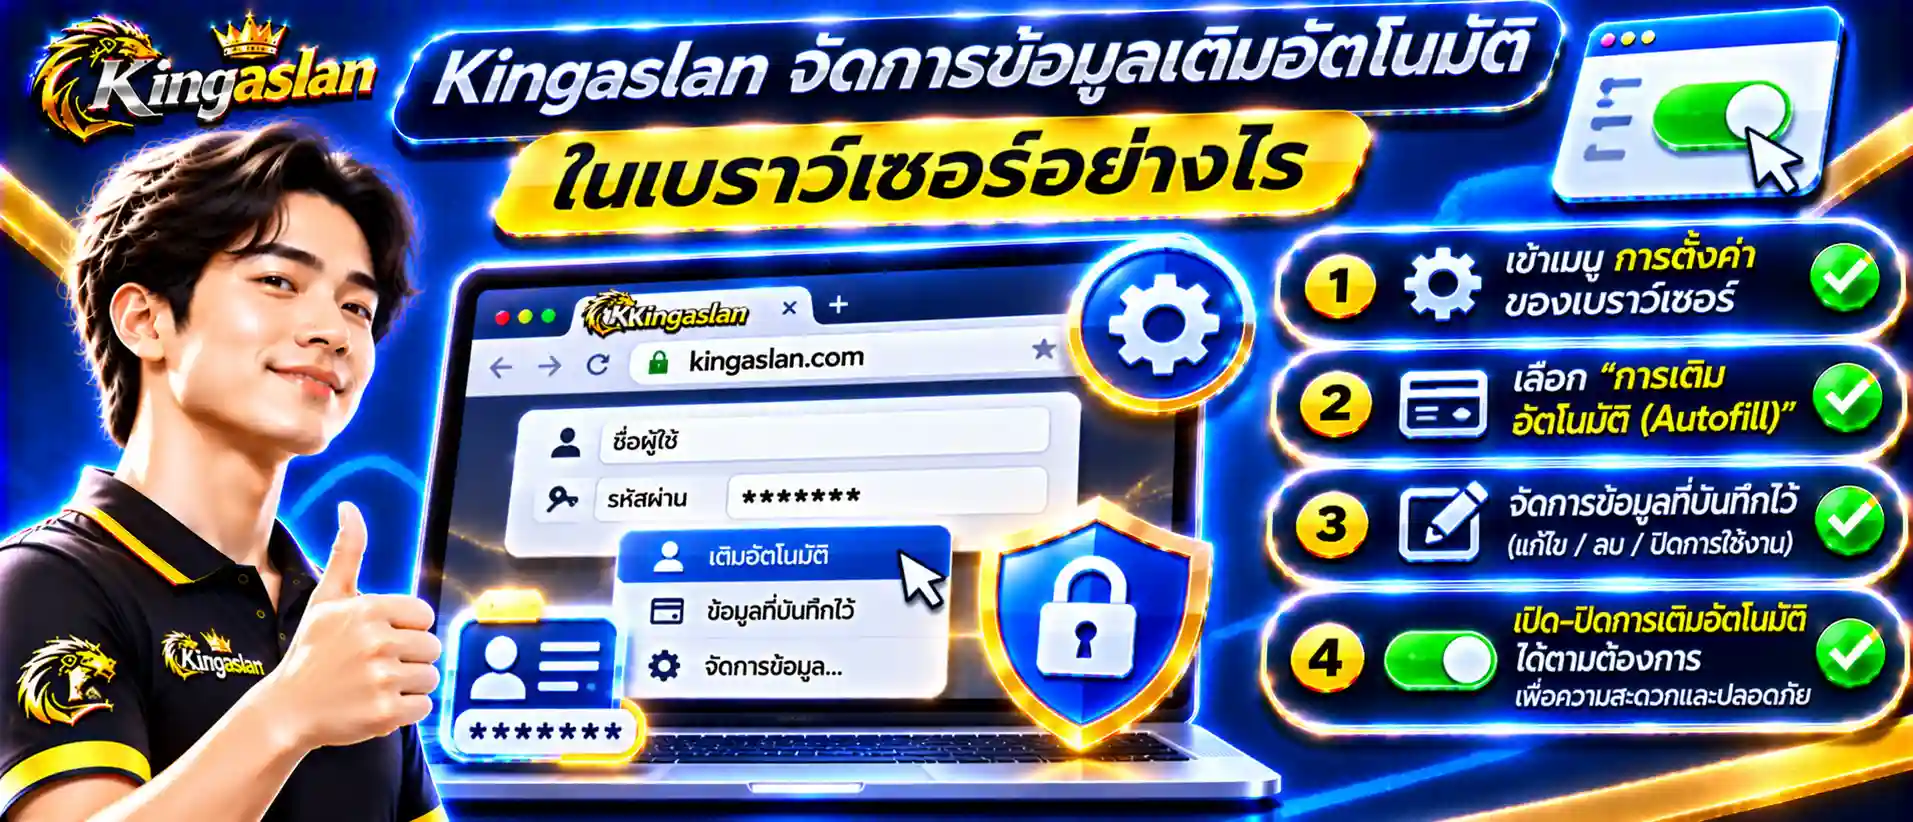 Kingaslan
Kingaslan จัดการข้อมูลเติมอัตโนมัติ
ในเบราว์เซอร์อย่างไร
Kingaslan
kingaslan.com
ชื่อผู้ใช้
รหัสผ่าน *******
เติมอัตโนมัติ
ข้อมูลที่บันทึกไว้
จัดการข้อมูล...
*******
Kingaslan
1
เข้าเมนู การตั้งค่า
ของเบราว์เซอร์
2
เลือก “การเติม
อัตโนมัติ (Autofill)”
3
จัดการข้อมูลที่บันทึกไว้
(แก้ไข / ลบ / ปิดการใช้งาน)
4
เปิด-ปิดการเติมอัตโนมัติ
ได้ตามต้องการ
เพื่อความสะดวกและปลอดภัย